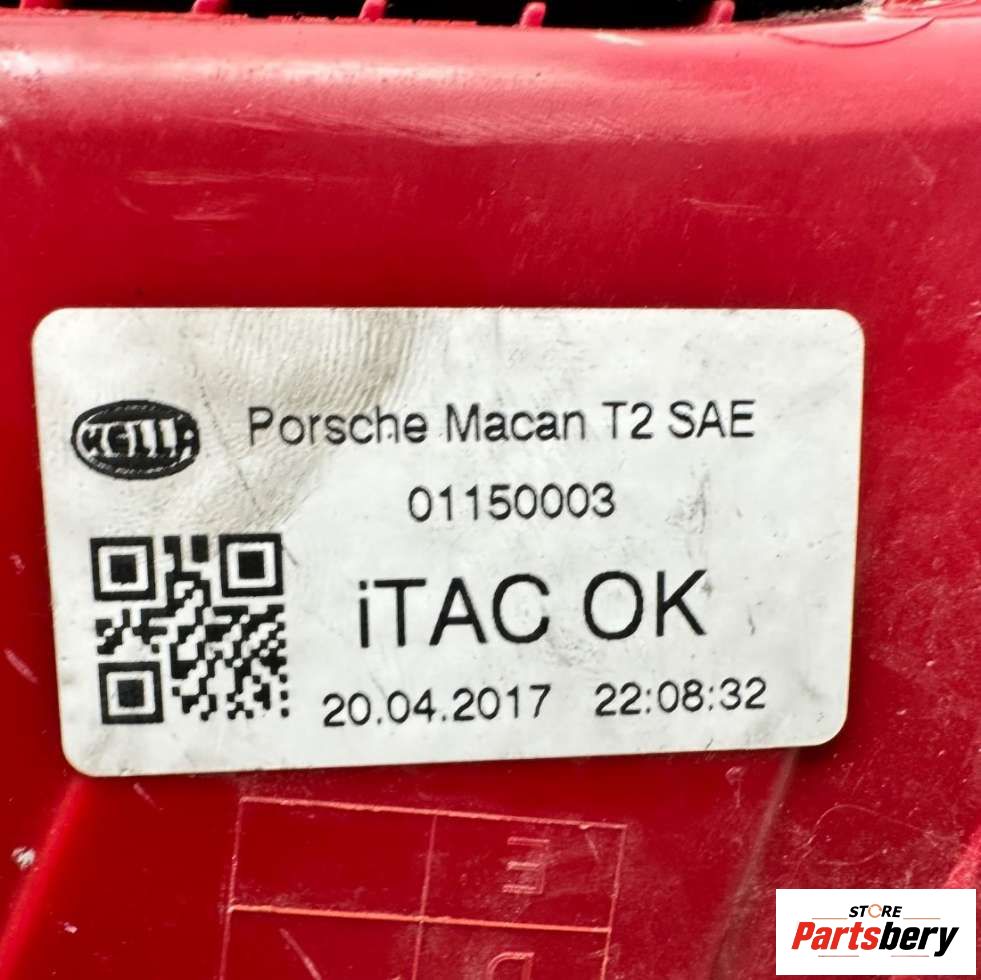 HELLA
Porsche Macan T2 SAE
01150003
iTAC OK
20.04.2017 22:08:32
E
D
STORE
Partsbery